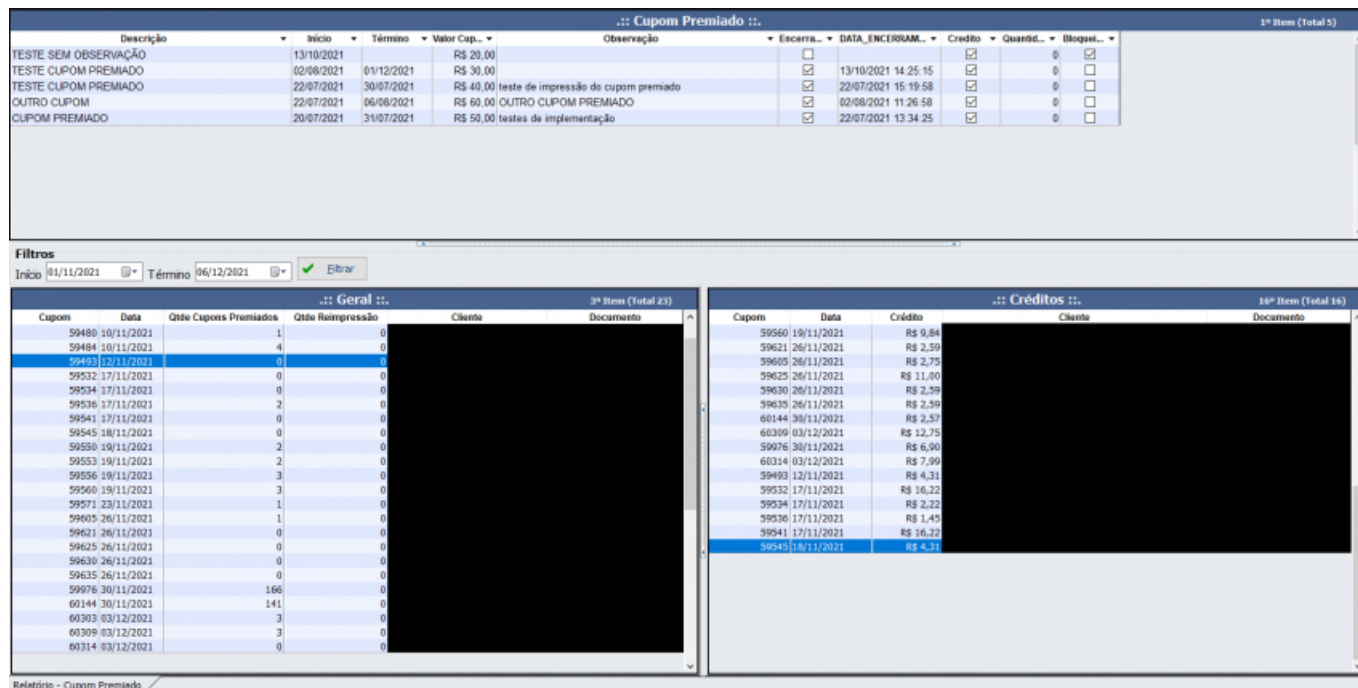 .:: Cupom Premiado ::. 1º Item (Total 5)
Descrição Início Término Valor Cup... Observação Encerra... DATA_ENCERRAM... Credito Quantid... Bloquei...
TESTE SEM OBSERVAÇÃO 13/10/2021 R$ 20,00 0
TESTE CUPOM PREMIADO 02/08/2021 01/12/2021 R$ 30,00 13/10/2021 14:25:15 0
TESTE CUPOM PREMIADO 22/07/2021 30/07/2021 R$ 40,00 teste de impressão do cupom premiado 22/07/2021 15:19:58 0
OUTRO CUPOM 22/07/2021 06/08/2021 R$ 60,00 OUTRO CUPOM PREMIADO 02/08/2021 11:26:58 0
CUPOM PREMIADO 20/07/2021 31/07/2021 R$ 50,00 testes de implementação 22/07/2021 13:34:25 0
Filtros
Início 01/11/2021 Término 06/12/2021 Filtrar
.:: Geral ::. 3º Item (Total 23)
Cupom Data Qtde Cupons Premiados Qtde Reimpressão Cliente Documento
59480 10/11/2021 1 0
59484 10/11/2021 4 0
59493 12/11/2021 0 0
59532 17/11/2021 0 0
59534 17/11/2021 0 0
59536 17/11/2021 2 0
59541 17/11/2021 0 0
59545 18/11/2021 0 0
59550 19/11/2021 2 0
59553 19/11/2021 2 0
59556 19/11/2021 3 0
59560 19/11/2021 3 0
59571 23/11/2021 1 0
59605 26/11/2021 1 0
59621 26/11/2021 0 0
59625 26/11/2021 0 0
59630 26/11/2021 0 0
59635 26/11/2021 0 0
59976 30/11/2021 166 0
60144 30/11/2021 141 0
60303 03/12/2021 3 0
60309 03/12/2021 3 0
60314 03/12/2021 0 0
.:: Créditos ::. 16º Item (Total 16)
Cupom Data Crédito Cliente Documento
59560 19/11/2021 R$ 9,84
59621 26/11/2021 R$ 2,59
59605 26/11/2021 R$ 2,75
59625 26/11/2021 R$ 11,00
59630 26/11/2021 R$ 2,59
59635 26/11/2021 R$ 2,59
60144 30/11/2021 R$ 2,57
60309 03/12/2021 R$ 12,75
59976 30/11/2021 R$ 6,90
60314 03/12/2021 R$ 7,99
59493 12/11/2021 R$ 4,31
59532 17/11/2021 R$ 16,22
59534 17/11/2021 R$ 2,22
59536 17/11/2021 R$ 1,45
59541 17/11/2021 R$ 16,22
59545 18/11/2021 R$ 4,31
Relatório - Cupom Premiado